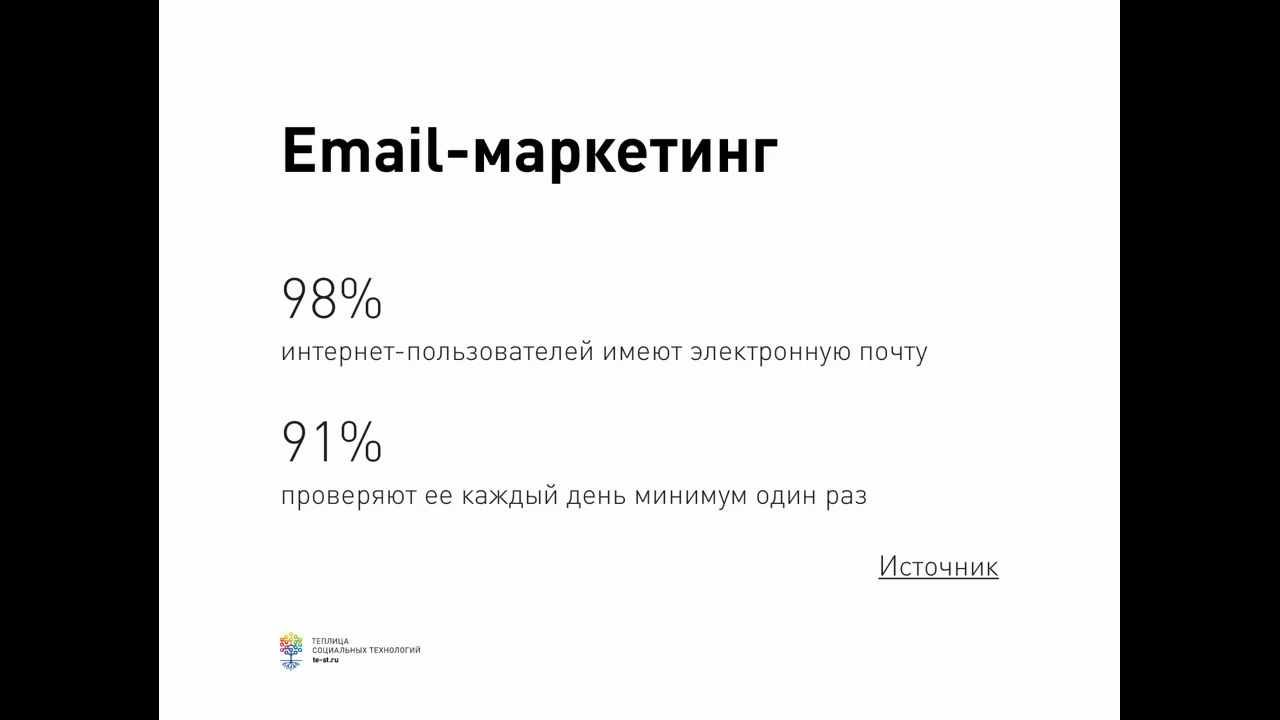 Email-маркетинг
98%
интернет-пользователей имеют электронную почту
91%
проверяют ее каждый день минимум один раз
Источник
ТЕПЛИЦА
СОЦИАЛЬНЫХ ТЕХНОЛОГИЙ
te-st.ru